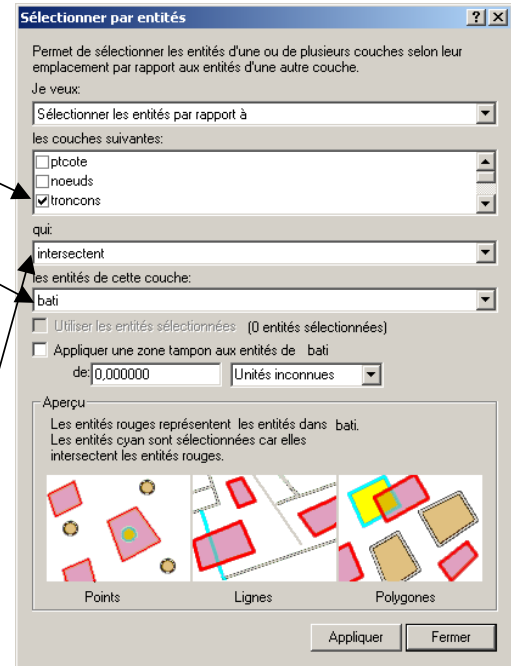 Sélectionner par entités
Permet de sélectionner les entités d'une ou de plusieurs couches selon leur
emplacement par rapport aux entités d'une autre couche.
Je veux:
Sélectionner les entités par rapport à
les couches suivantes:
ptcote
noeuds
troncons
qui:
intersectent
les entités de cette couche:
bati
Utiliser les entités sélectionnées (0 entités sélectionnées)
Appliquer une zone tampon aux entités de bati
de: 0,000000 Unités inconnues
Aperçu
Les entités rouges représentent les entités dans bati.
Les entités cyan sont sélectionnées car elles
intersectent les entités rouges.
Points Lignes Polygones
Appliquer Fermer